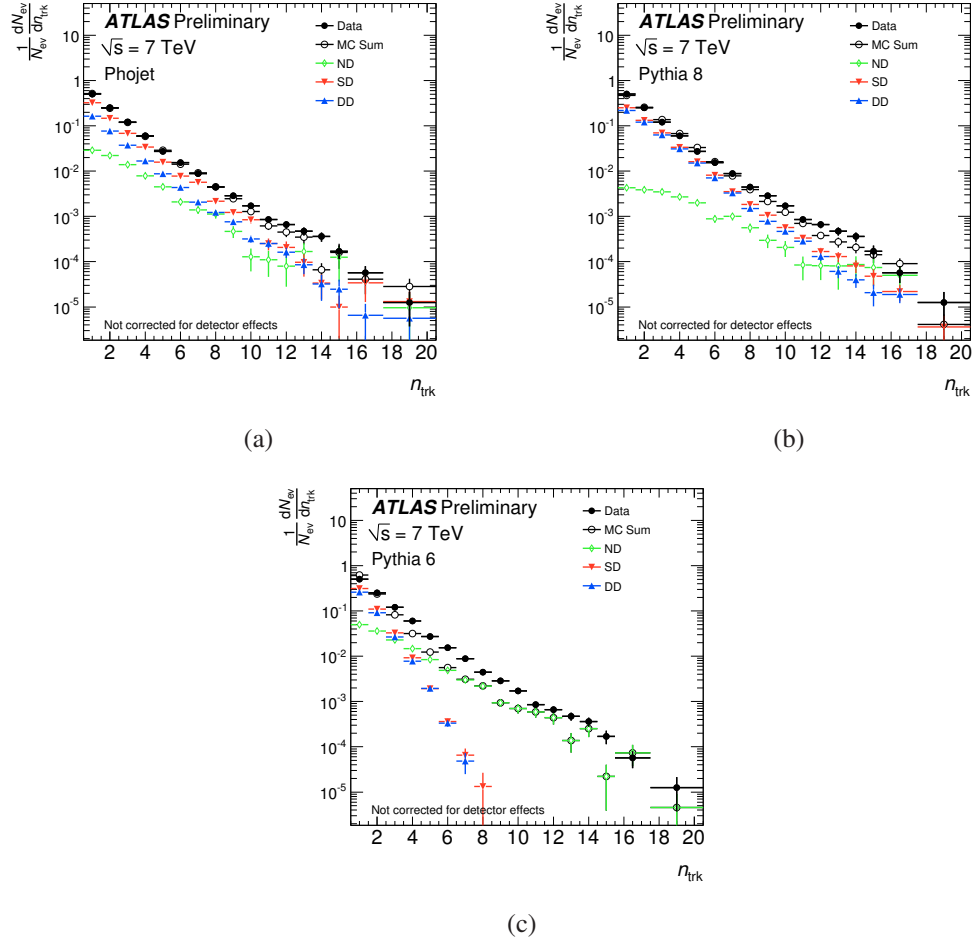 ATLAS Preliminary
√s = 7 TeV
Phojet
Data
MC Sum
ND
SD
DD
1/N_ev dN_ev/dn_trk
10
1
10^-1
10^-2
10^-3
10^-4
10^-5
Not corrected for detector effects
2 4 6 8 10 12 14 16 18 20
n_trk
(a)
ATLAS Preliminary
√s = 7 TeV
Pythia 8
Data
MC Sum
ND
SD
DD
1/N_ev dN_ev/dn_trk
10
1
10^-1
10^-2
10^-3
10^-4
10^-5
Not corrected for detector effects
2 4 6 8 10 12 14 16 18 20
n_trk
(b)
ATLAS Preliminary
√s = 7 TeV
Pythia 6
Data
MC Sum
ND
SD
DD
1/N_ev dN_ev/dn_trk
10
1
10^-1
10^-2
10^-3
10^-4
10^-5
Not corrected for detector effects
2 4 6 8 10 12 14 16 18 20
n_trk
(c)